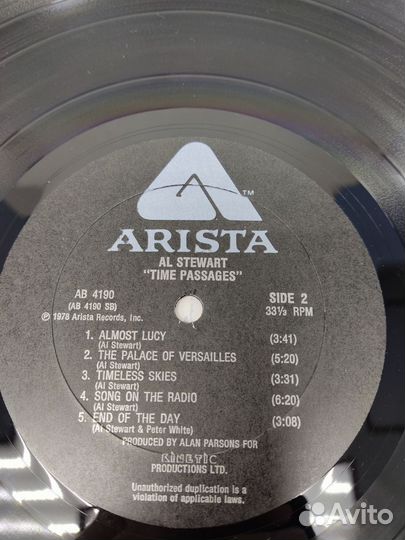 ™
ARISTA
AL STEWART
"TIME PASSAGES"
AB 4190
(AB 4190 SB)
℗ 1978 Arista Records, Inc.
SIDE 2
33⅓ RPM
1. ALMOST LUCY (3:41)
(Al Stewart)
2. THE PALACE OF VERSAILLES (5:20)
(Al Stewart)
3. TIMELESS SKIES (3:31)
(Al Stewart)
4. SONG ON THE RADIO (6:20)
(Al Stewart)
5. END OF THE DAY (3:08)
(Al Stewart & Peter White)
PRODUCED BY ALAN PARSONS FOR
KINETIC
PRODUCTIONS LTD.
Unauthorized duplication is a
violation of applicable laws.
Avito